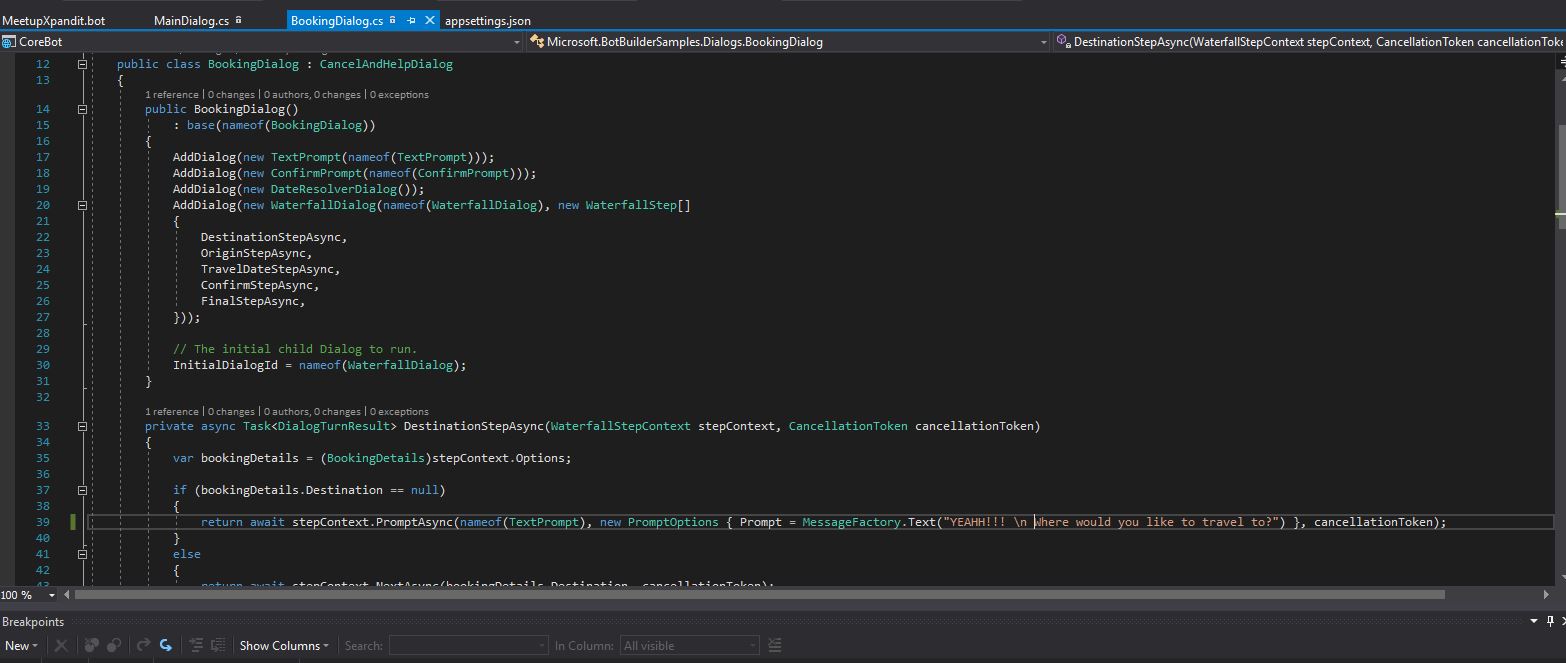 MeetupXpandit.bot MainDialog.cs BookingDialog.cs appsettings.json
CoreBot Microsoft.BotBuilderSamples.Dialogs.BookingDialog DestinationStepAsync(WaterfallStepContext stepContext, CancellationToken cancellationToke
12 public class BookingDialog : CancelAndHelpDialog
13 {
1 reference | 0 changes | 0 authors, 0 changes | 0 exceptions
14 public BookingDialog()
15 : base(nameof(BookingDialog))
16 {
17 AddDialog(new TextPrompt(nameof(TextPrompt)));
18 AddDialog(new ConfirmPrompt(nameof(ConfirmPrompt)));
19 AddDialog(new DateResolverDialog());
20 AddDialog(new WaterfallDialog(nameof(WaterfallDialog), new WaterfallStep[]
21 {
22 DestinationStepAsync,
23 OriginStepAsync,
24 TravelDateStepAsync,
25 ConfirmStepAsync,
26 FinalStepAsync,
27 }));
28
29 // The initial child Dialog to run.
30 InitialDialogId = nameof(WaterfallDialog);
31 }
32
1 reference | 0 changes | 0 authors, 0 changes | 0 exceptions
33 private async Task<DialogTurnResult> DestinationStepAsync(WaterfallStepContext stepContext, CancellationToken cancellationToken)
34 {
35 var bookingDetails = (BookingDetails)stepContext.Options;
36
37 if (bookingDetails.Destination == null)
38 {
39 return await stepContext.PromptAsync(nameof(TextPrompt), new PromptOptions { Prompt = MessageFactory.Text("YEAHH!!! \n Where would you like to travel to?") }, cancellationToken);
40 }
41 else
42 {
43 return await stepContext.NextAsync(bookingDetails.Destination, cancellationToken);
100 %
Breakpoints
New Show Columns Search: In Column: All visible